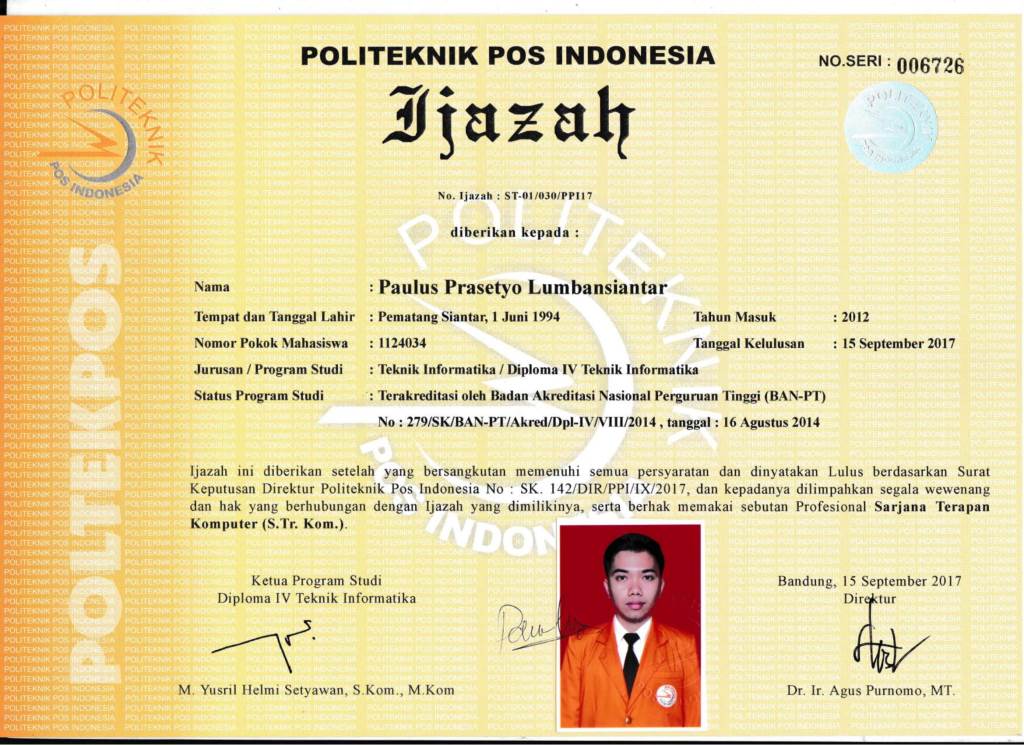 POLITEKNIK POS INDONESIA
NO.SERI : 006726
Ijazah
POLITEKNIK
POS INDONESIA
No. Ijazah : ST-01/030/PPI17
diberikan kepada :
Nama : Paulus Prasetyo Lumbansiantar
Tempat dan Tanggal Lahir : Pematang Siantar, 1 Juni 1994 Tahun Masuk : 2012
Nomor Pokok Mahasiswa : 1124034 Tanggal Kelulusan : 15 September 2017
Jurusan / Program Studi : Teknik Informatika / Diploma IV Teknik Informatika
Status Program Studi : Terakreditasi oleh Badan Akreditasi Nasional Perguruan Tinggi (BAN-PT)
No : 279/SK/BAN-PT/Akred/Dpl-IV/VIII/2014 , tanggal : 16 Agustus 2014
Ijazah ini diberikan setelah yang bersangkutan memenuhi semua persyaratan dan dinyatakan Lulus berdasarkan Surat
Keputusan Direktur Politeknik Pos Indonesia No : SK. 142/DIR/PPI/IX/2017, dan kepadanya dilimpahkan segala wewenang
dan hak yang berhubungan dengan Ijazah yang dimilikinya, serta berhak memakai sebutan Profesional Sarjana Terapan
Komputer (S.Tr. Kom.).
POLTEKPOS
Ketua Program Studi
Diploma IV Teknik Informatika
M. Yusril Helmi Setyawan, S.Kom., M.Kom
Bandung, 15 September 2017
Direktur
Dr. Ir. Agus Purnomo, MT.